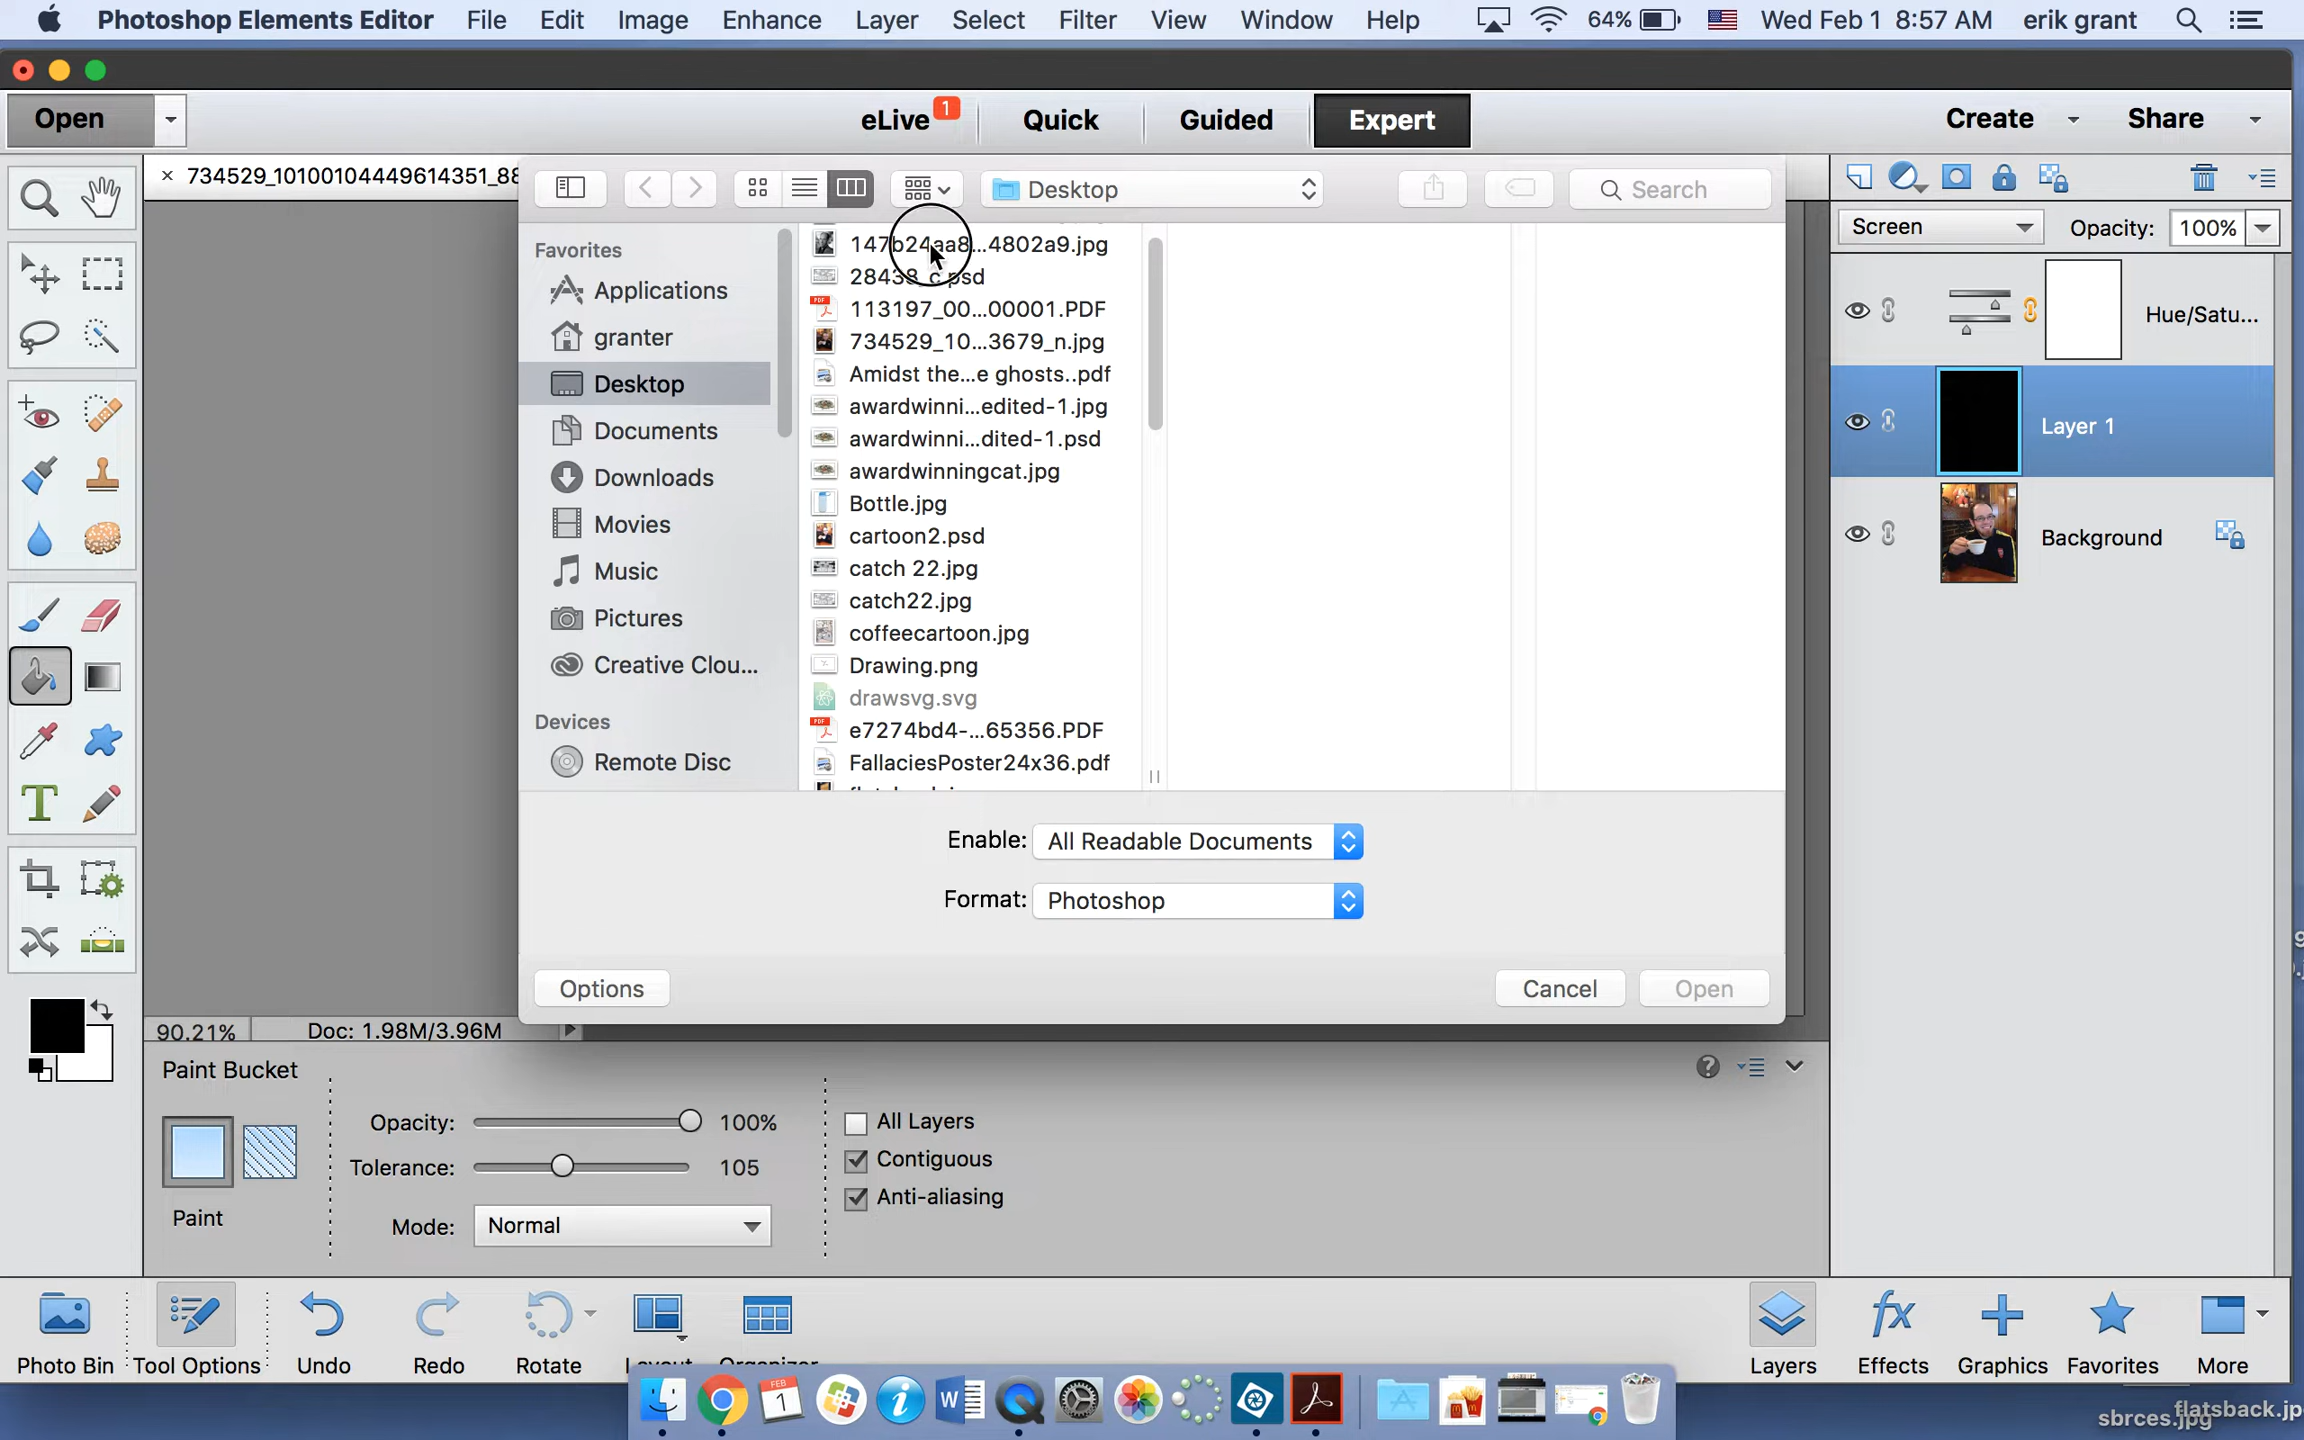 Photoshop Elements Editor File Edit Image Enhance Layer Select Filter View Window Help 64% Wed Feb 1 8:57 AM erik grant
Open eLive 1 Quick Guided Expert Create Share
× 734529_10100104449614351_88
Desktop Search
Screen Opacity: 100%
Favorites
Applications
granter
Desktop
Documents
Downloads
Movies
Music
Pictures
Creative Clou...
Devices
Remote Disc
147b24aa8...4802a9.jpg
28438_c.psd
113197_00...00001.PDF
734529_10...3679_n.jpg
Amidst the...e ghosts..pdf
awardwinni...edited-1.jpg
awardwinni...dited-1.psd
awardwinningcat.jpg
Bottle.jpg
cartoon2.psd
catch 22.jpg
catch22.jpg
coffeecartoon.jpg
Drawing.png
drawsvg.svg
e7274bd4-...65356.PDF
FallaciesPoster24x36.pdf
Hue/Satu...
Layer 1
Background
Enable: All Readable Documents
Format: Photoshop
Options Cancel Open
90.21% Doc: 1.98M/3.96M
Paint Bucket
Opacity: 100%
Tolerance: 105
Mode: Normal
Paint
All Layers
Contiguous
Anti-aliasing
Photo Bin Tool Options Undo Redo Rotate Layout Organizer Layers Effects Graphics Favorites More
FEB
1
sbrces.jpg
flatsback.jp